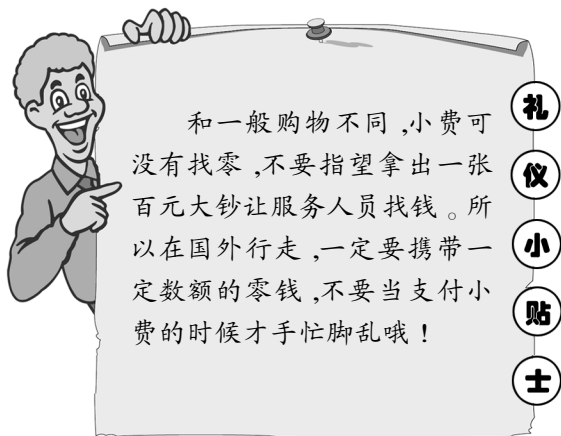 和一般购物不同,小费可
没有找零,不要指望拿出一张
百元大钞让服务人员找钱。所
以在国外行走,一定要携带一
定数额的零钱,不要当支付小
费的时候才手忙脚乱哦!
礼
仪
小
贴
士